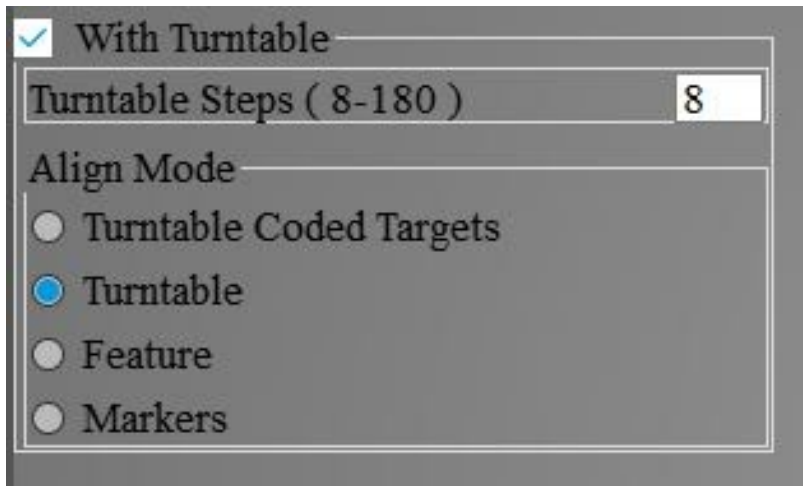 With Turntable
Turntable Steps ( 8-180 ) 8
Align Mode
Turntable Coded Targets
Turntable
Feature
Markers